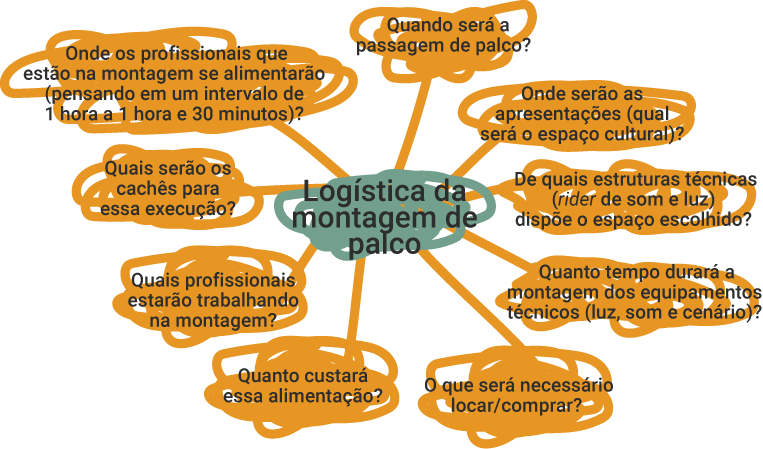 Quando será a
passagem de palco?
Onde os profissionais que
estão na montagem se alimentarão
(pensando em um intervalo de
1 hora a 1 hora e 30 minutos)?
Onde serão as
apresentações (qual
será o espaço cultural)?
Quais serão os
cachês para
essa execução?
De quais estruturas técnicas
(rider de som e luz)
dispõe o espaço escolhido?
Logística da
montagem de
palco
Quais profissionais
estarão trabalhando
na montagem?
Quanto tempo durará a
montagem dos equipamentos
técnicos (luz, som e cenário)?
Quanto custará
essa alimentação?
O que será necessário
locar/comprar?